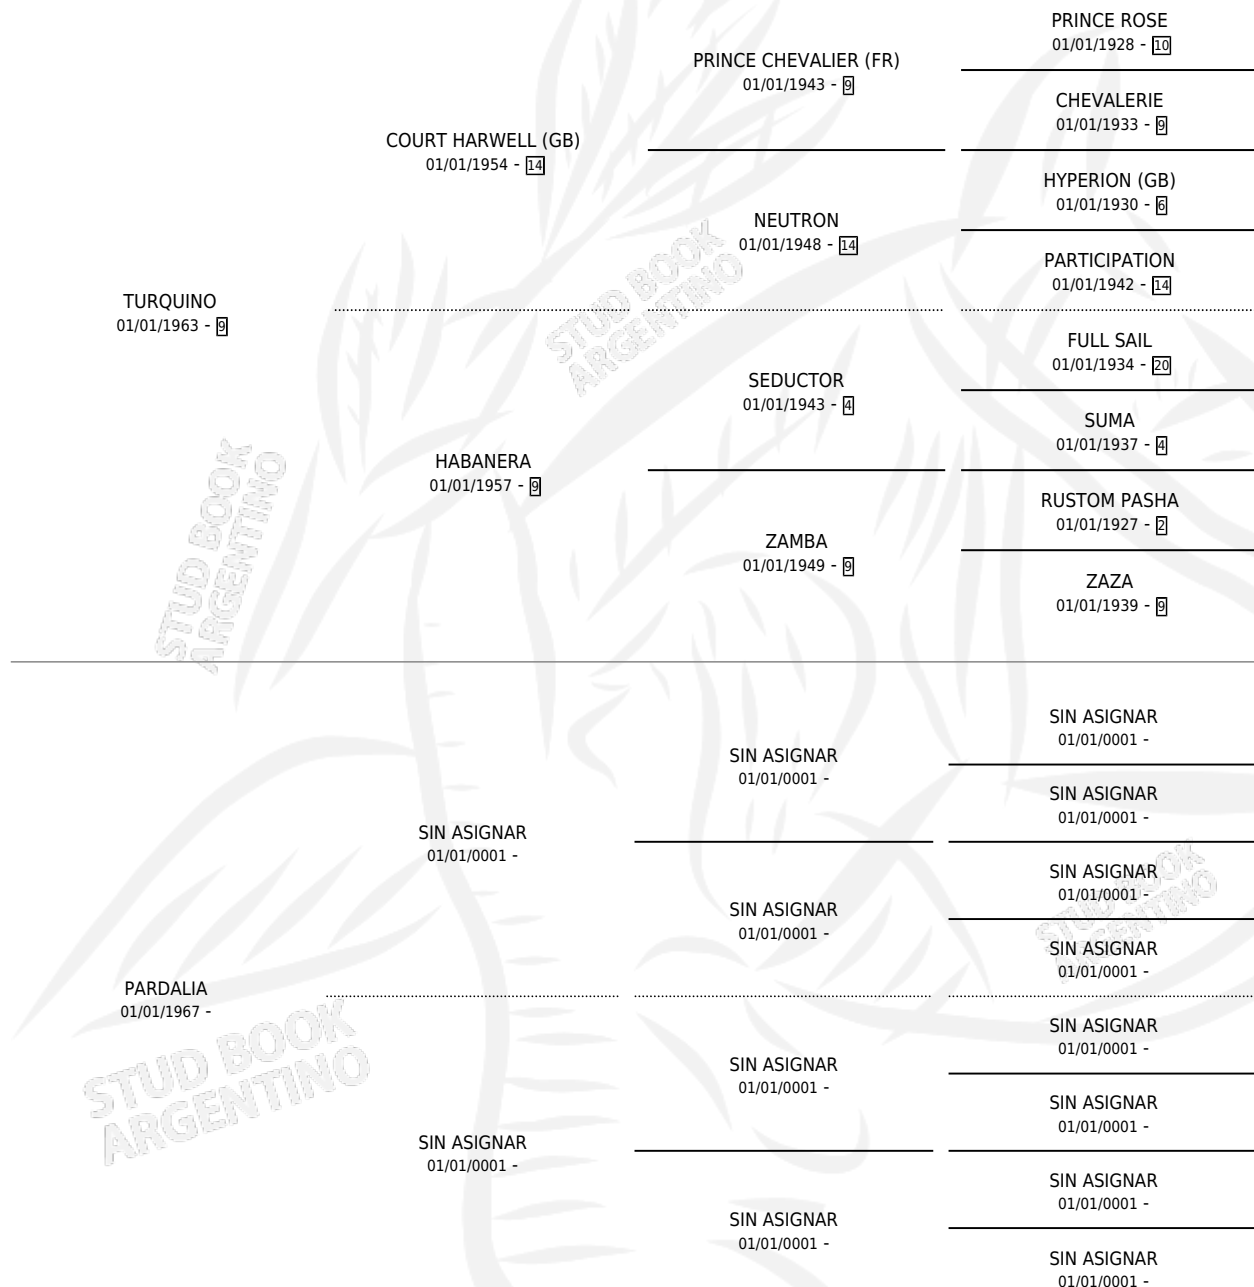 PRINCE ROSE
01/01/1928 - 10
PRINCE CHEVALIER (FR)
01/01/1943 - 9
CHEVALERIE
01/01/1933 - 9
COURT HARWELL (GB)
01/01/1954 - 14
HYPERION (GB)
01/01/1930 - 6
NEUTRON
01/01/1948 - 14
PARTICIPATION
01/01/1942 - 14
TURQUINO
01/01/1963 - 9
FULL SAIL
01/01/1934 - 20
SEDUCTOR
01/01/1943 - 4
SUMA
01/01/1937 - 4
HABANERA
01/01/1957 - 9
RUSTOM PASHA
01/01/1927 - 2
ZAMBA
01/01/1949 - 9
ZAZA
01/01/1939 - 9
STUD BOOK
ARGENTINO
STUD BOOK
ARGENTINO
SIN ASIGNAR
01/01/0001 -
SIN ASIGNAR
01/01/0001 -
SIN ASIGNAR
01/01/0001 -
SIN ASIGNAR
01/01/0001 -
SIN ASIGNAR
01/01/0001 -
SIN ASIGNAR
01/01/0001 -
SIN ASIGNAR
01/01/0001 -
PARDALIA
01/01/1967 -
SIN ASIGNAR
01/01/0001 -
SIN ASIGNAR
01/01/0001 -
SIN ASIGNAR
01/01/0001 -
SIN ASIGNAR
01/01/0001 -
SIN ASIGNAR
01/01/0001 -
SIN ASIGNAR
01/01/0001 -
SIN ASIGNAR
01/01/0001 -
STUD BOOK
ARGENTINO
STUD BOOK
ARGENTINO